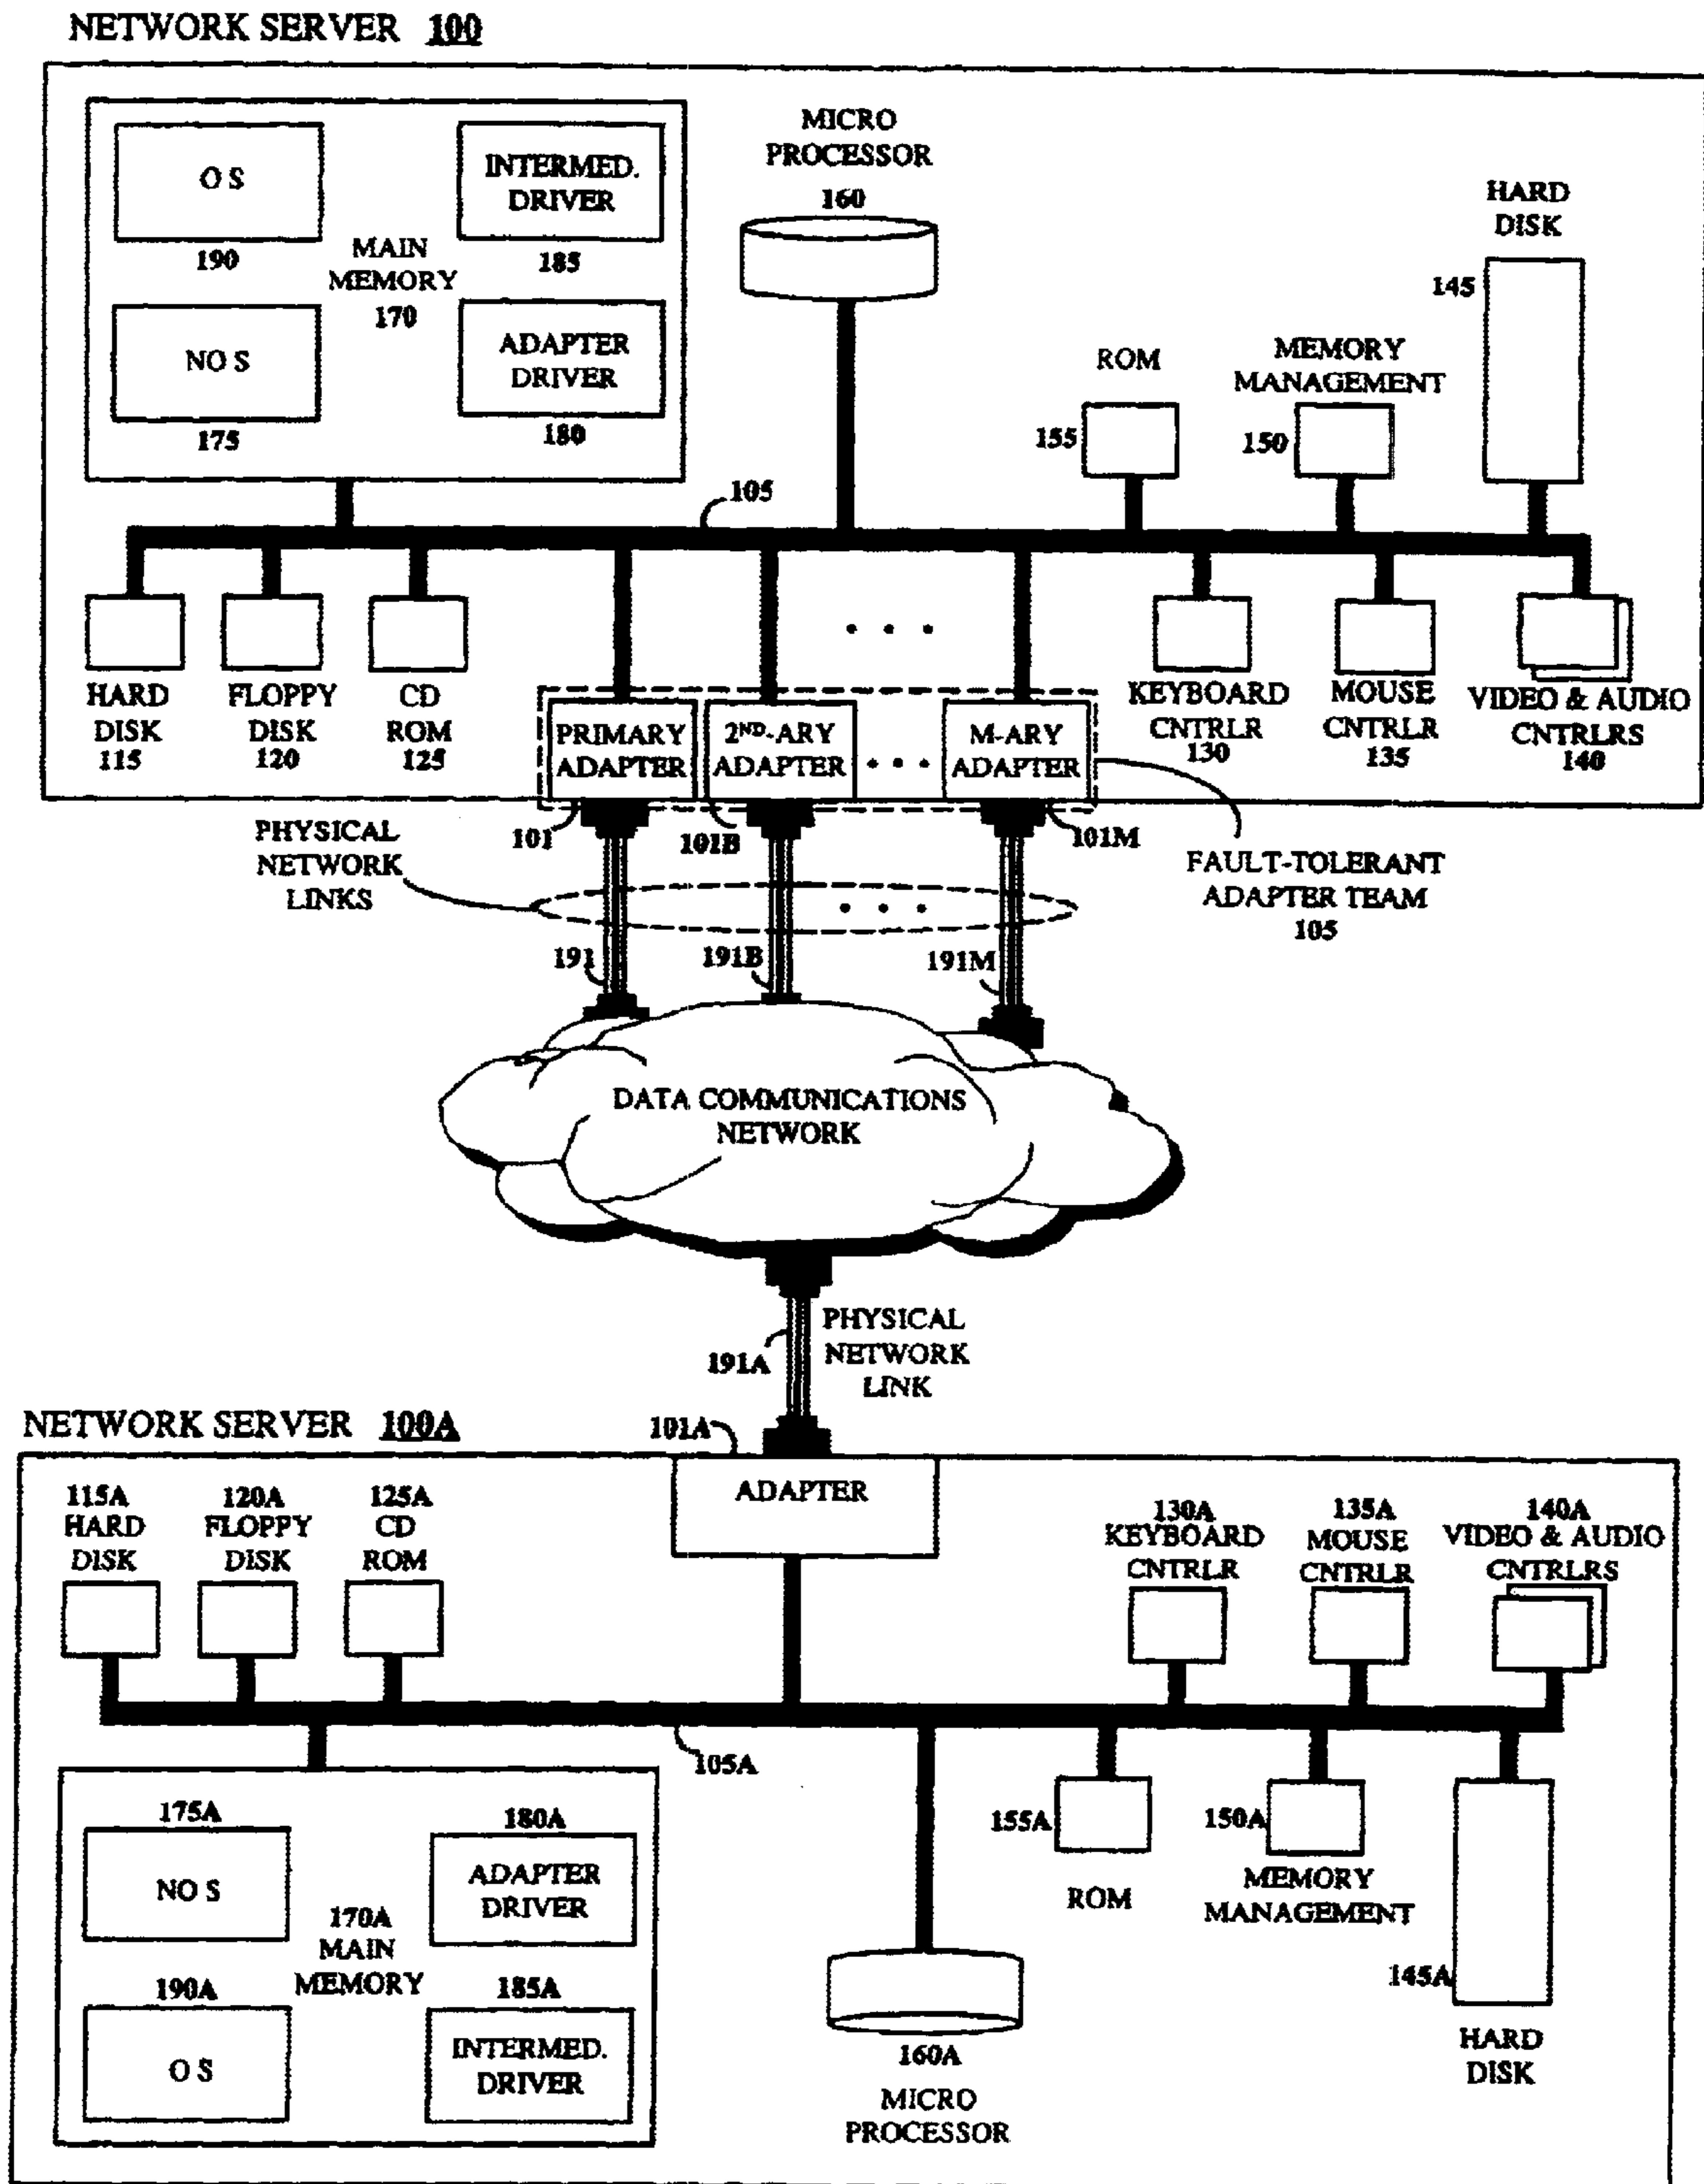 NETWORK SERVER 100
O S
190
INTERMED.
DRIVER
185
MAIN
MEMORY
170
NO S
175
ADAPTER
DRIVER
180
MICRO
PROCESSOR
160
HARD
DISK
145
ROM
155
MEMORY
MANAGEMENT
150
105
HARD
DISK
115
FLOPPY
DISK
120
CD
ROM
125
. . .
PRIMARY
ADAPTER
2ND-ARY
ADAPTER
. . .
M-ARY
ADAPTER
KEYBOARD
CNTRLR
130
MOUSE
CNTRLR
135
VIDEO & AUDIO
CNTRLRS
140
101
101B
101M
PHYSICAL
NETWORK
LINKS
FAULT-TOLERANT
ADAPTER TEAM
105
. . .
191
191B
191M
DATA COMMUNICATIONS
NETWORK
191A
PHYSICAL
NETWORK
LINK
NETWORK SERVER 100A
101A
ADAPTER
115A
HARD
DISK
120A
FLOPPY
DISK
125A
CD
ROM
130A
KEYBOARD
CNTRLR
135A
MOUSE
CNTRLR
140A
VIDEO & AUDIO
CNTRLRS
105A
175A
NO S
180A
ADAPTER
DRIVER
170A
MAIN
MEMORY
190A
O S
185A
INTERMED.
DRIVER
160A
MICRO
PROCESSOR
155A
ROM
150A
MEMORY
MANAGEMENT
145A
HARD
DISK